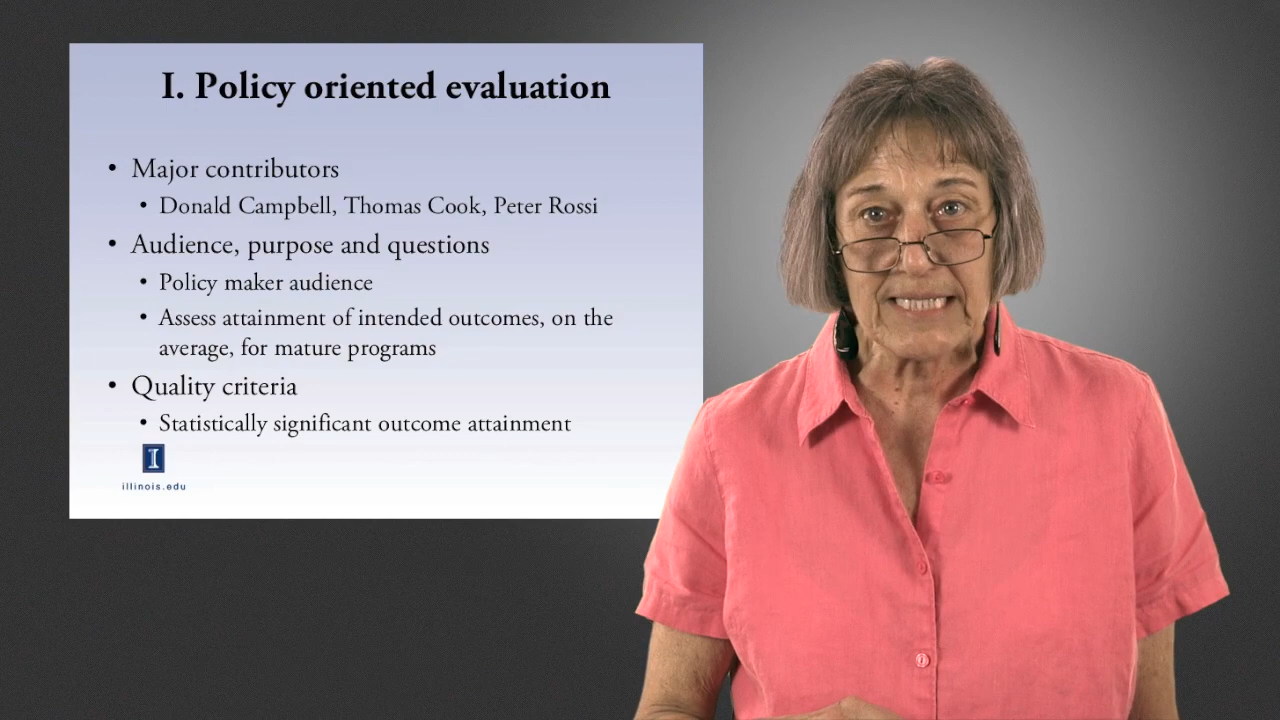 I. Policy oriented evaluation
• Major contributors
• Donald Campbell, Thomas Cook, Peter Rossi
• Audience, purpose and questions
• Policy maker audience
• Assess attainment of intended outcomes, on the
average, for mature programs
• Quality criteria
• Statistically significant outcome attainment
I
illinois.edu